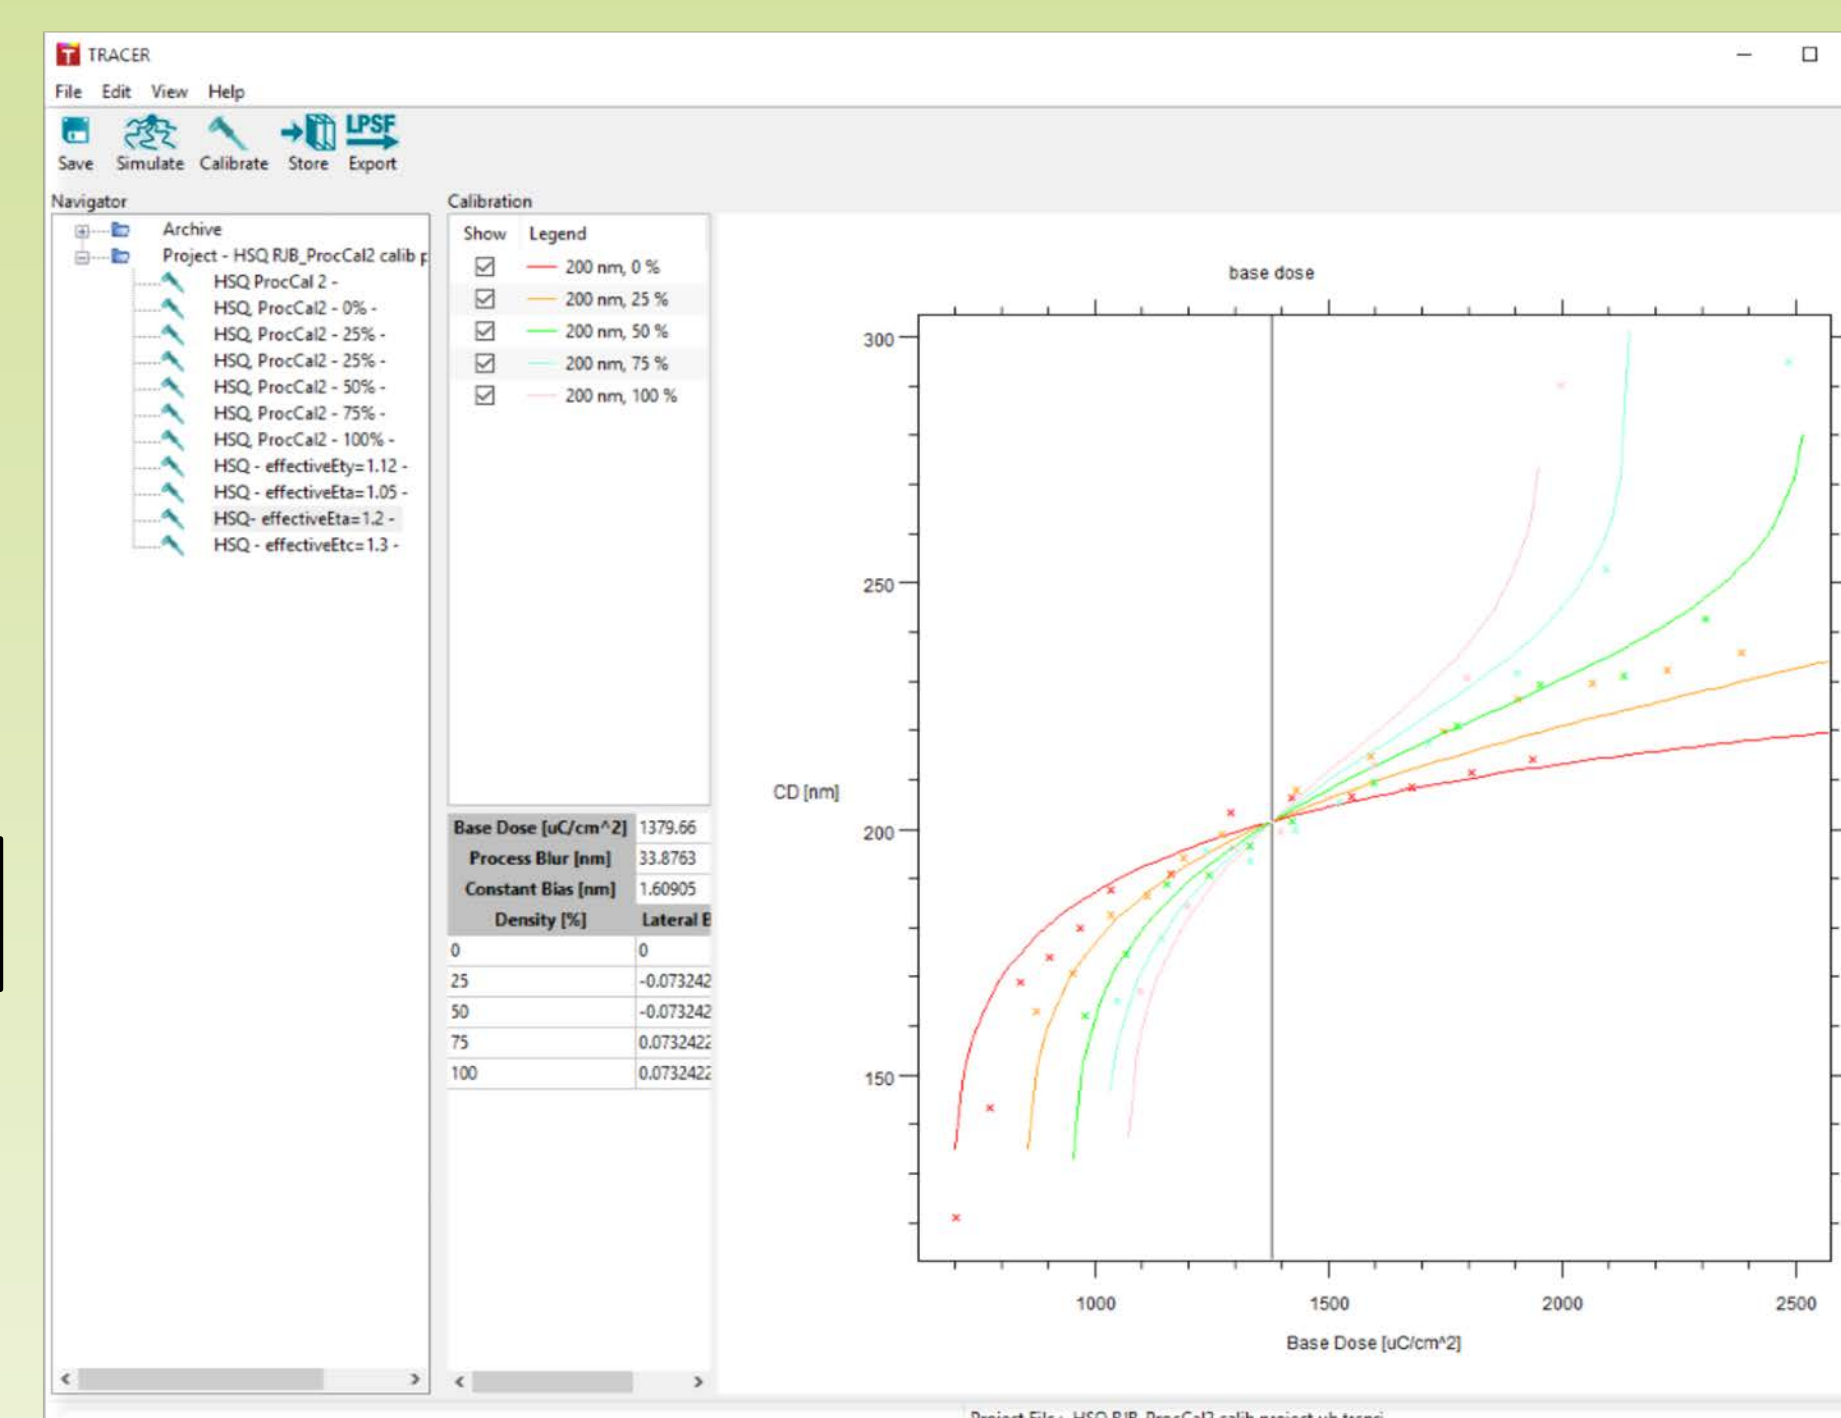 TRACER
File Edit View Help
LPSF
Save Simulate Calibrate Store Export
Navigator
Archive
Project - HSQ RJB_ProcCal2 calib p
HSQ ProcCal 2 -
HSQ, ProcCal2 - 0% -
HSQ, ProcCal2 - 25% -
HSQ, ProcCal2 - 25% -
HSQ, ProcCal2 - 50% -
HSQ, ProcCal2 - 75% -
HSQ, ProcCal2 - 100% -
HSQ - effectiveEty=1.12 -
HSQ - effectiveEta=1.05 -
HSQ- effectiveEta=1.2 -
HSQ - effectiveEtc=1.3 -
Calibration
Show Legend
200 nm, 0 %
200 nm, 25 %
200 nm, 50 %
200 nm, 75 %
200 nm, 100 %
Base Dose [uC/cm^2] 1379.66
Process Blur [nm] 33.8763
Constant Bias [nm] 1.60905
Density [%] Lateral B
0 0
25 -0.073242
50 -0.073242
75 0.0732422
100 0.0732422
base dose
300
250
CD [nm]
200
150
1000 1500 2000 2500
Base Dose [uC/cm^2]